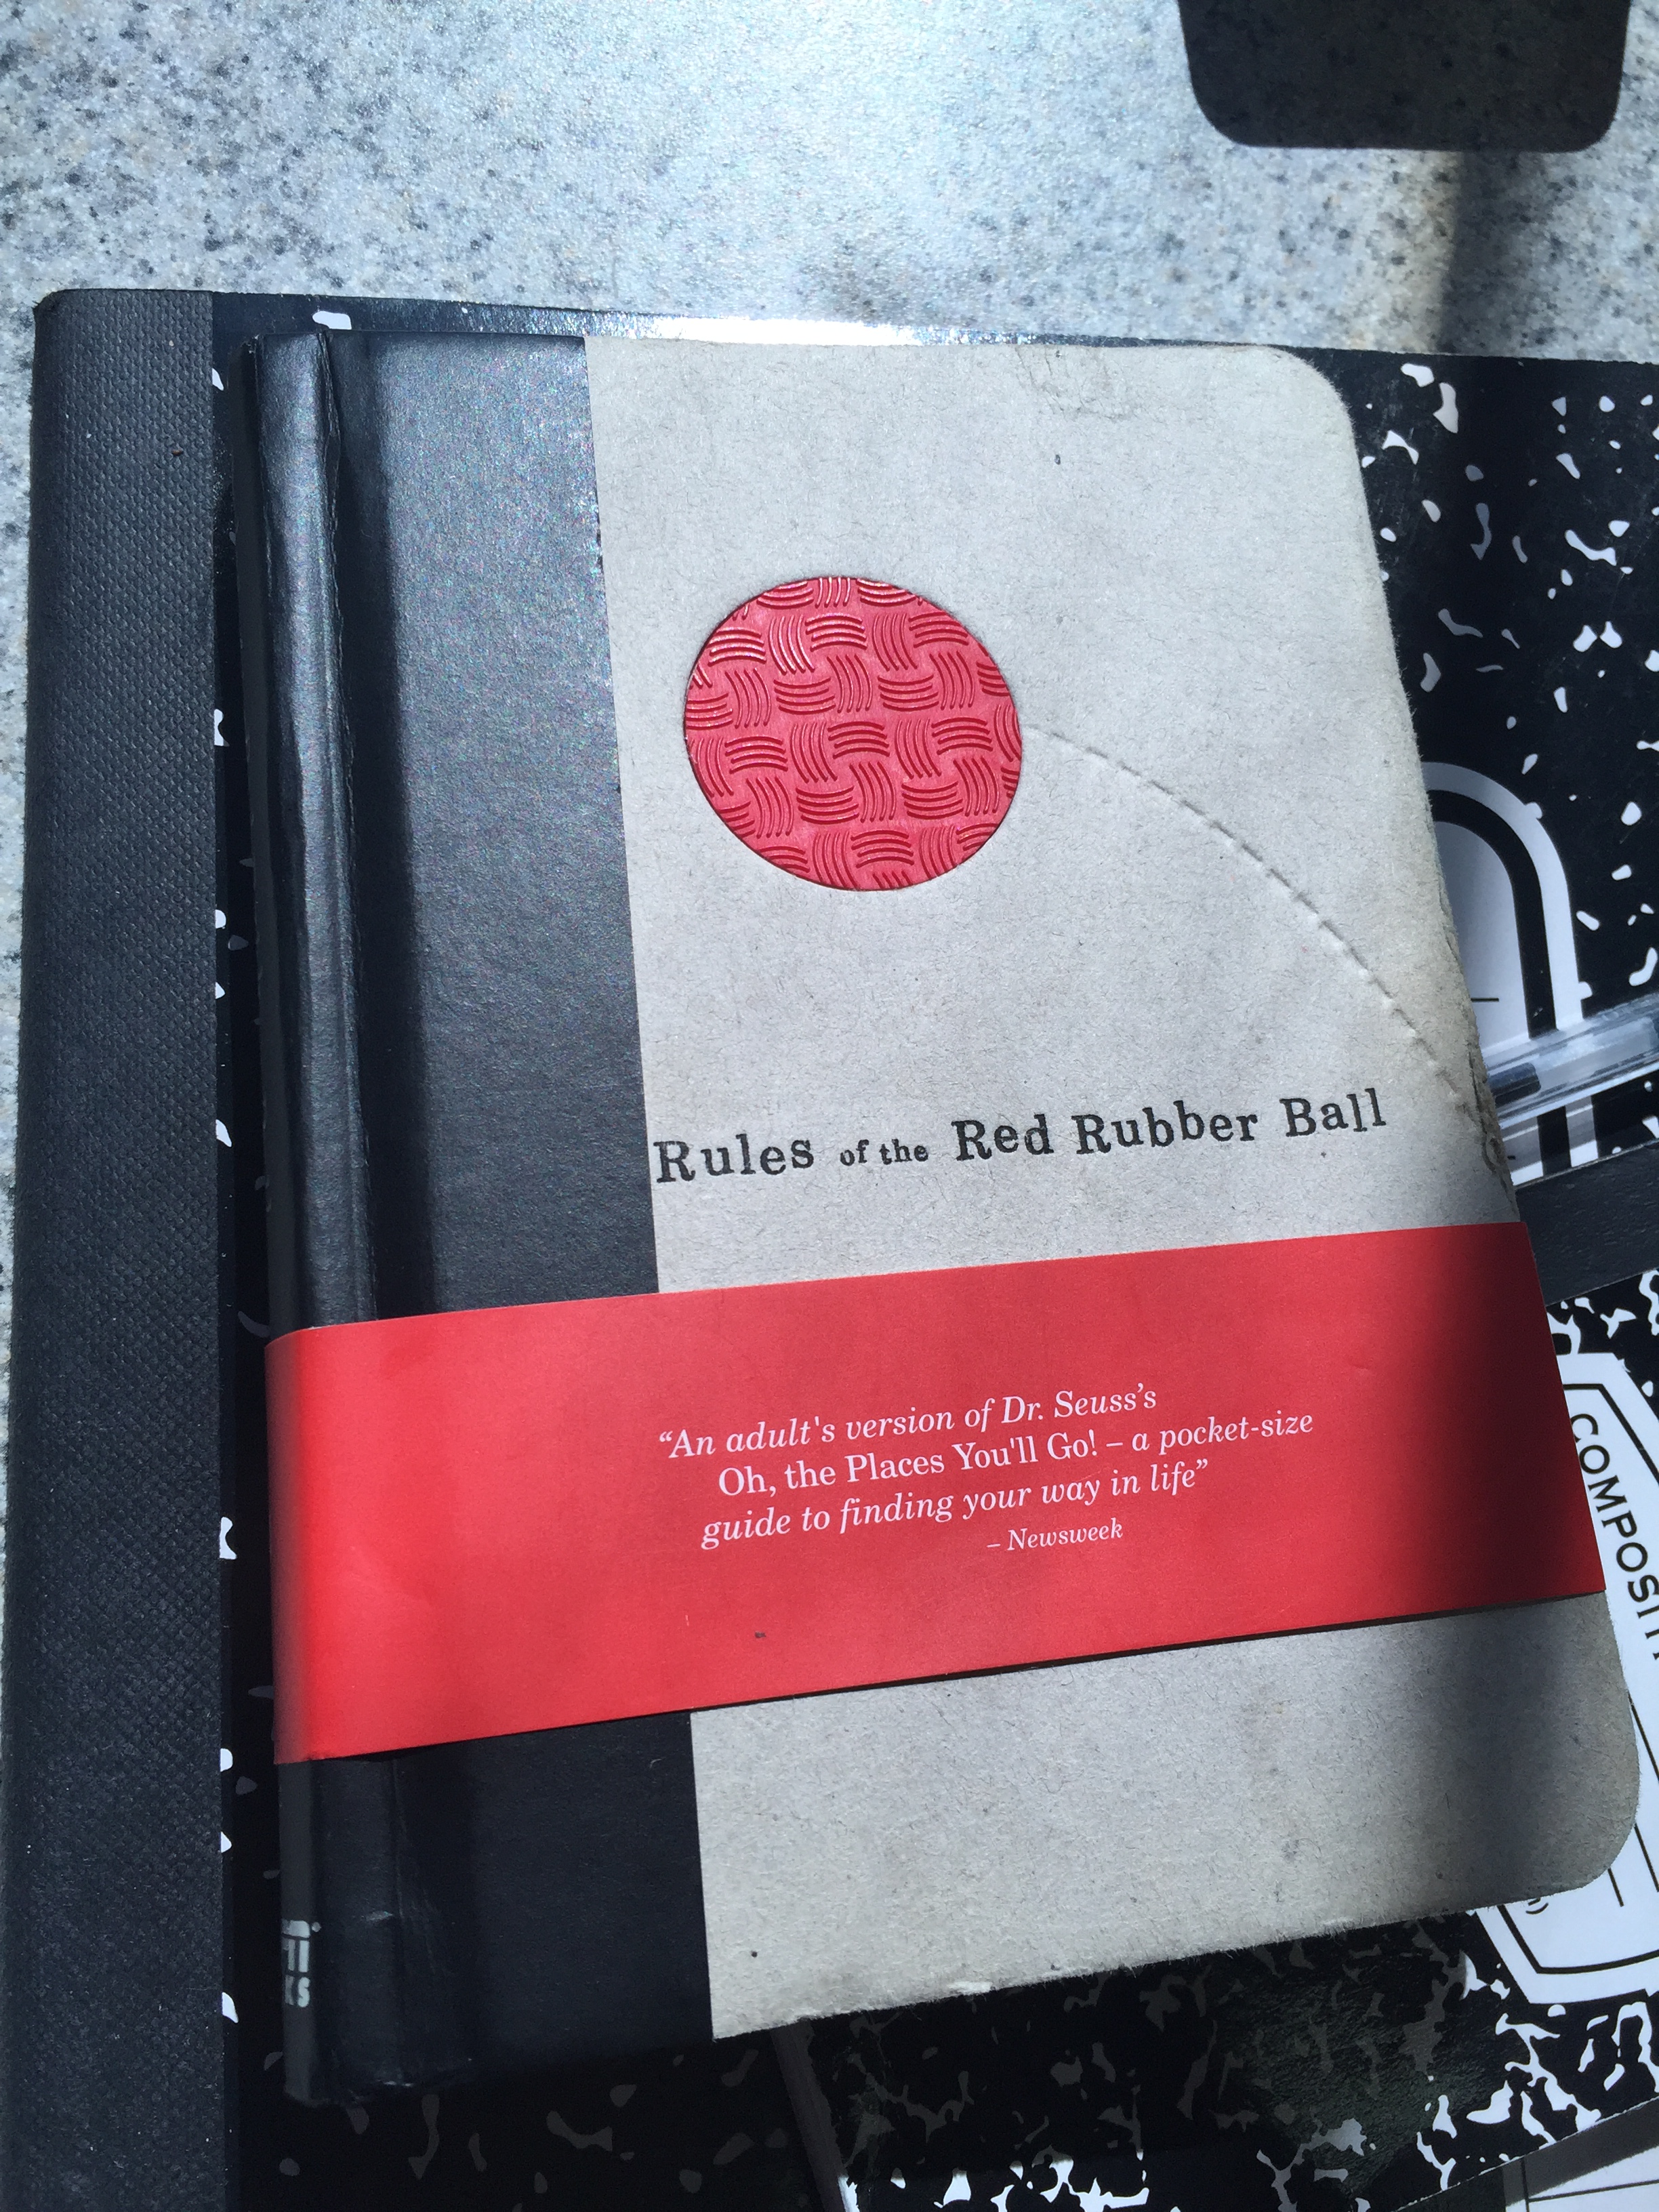 Rules of the Red Rubber Ball
“An adult's version of Dr. Seuss’s
Oh, the Places You'll Go! – a pocket-size
guide to finding your way in life”
– Newsweek